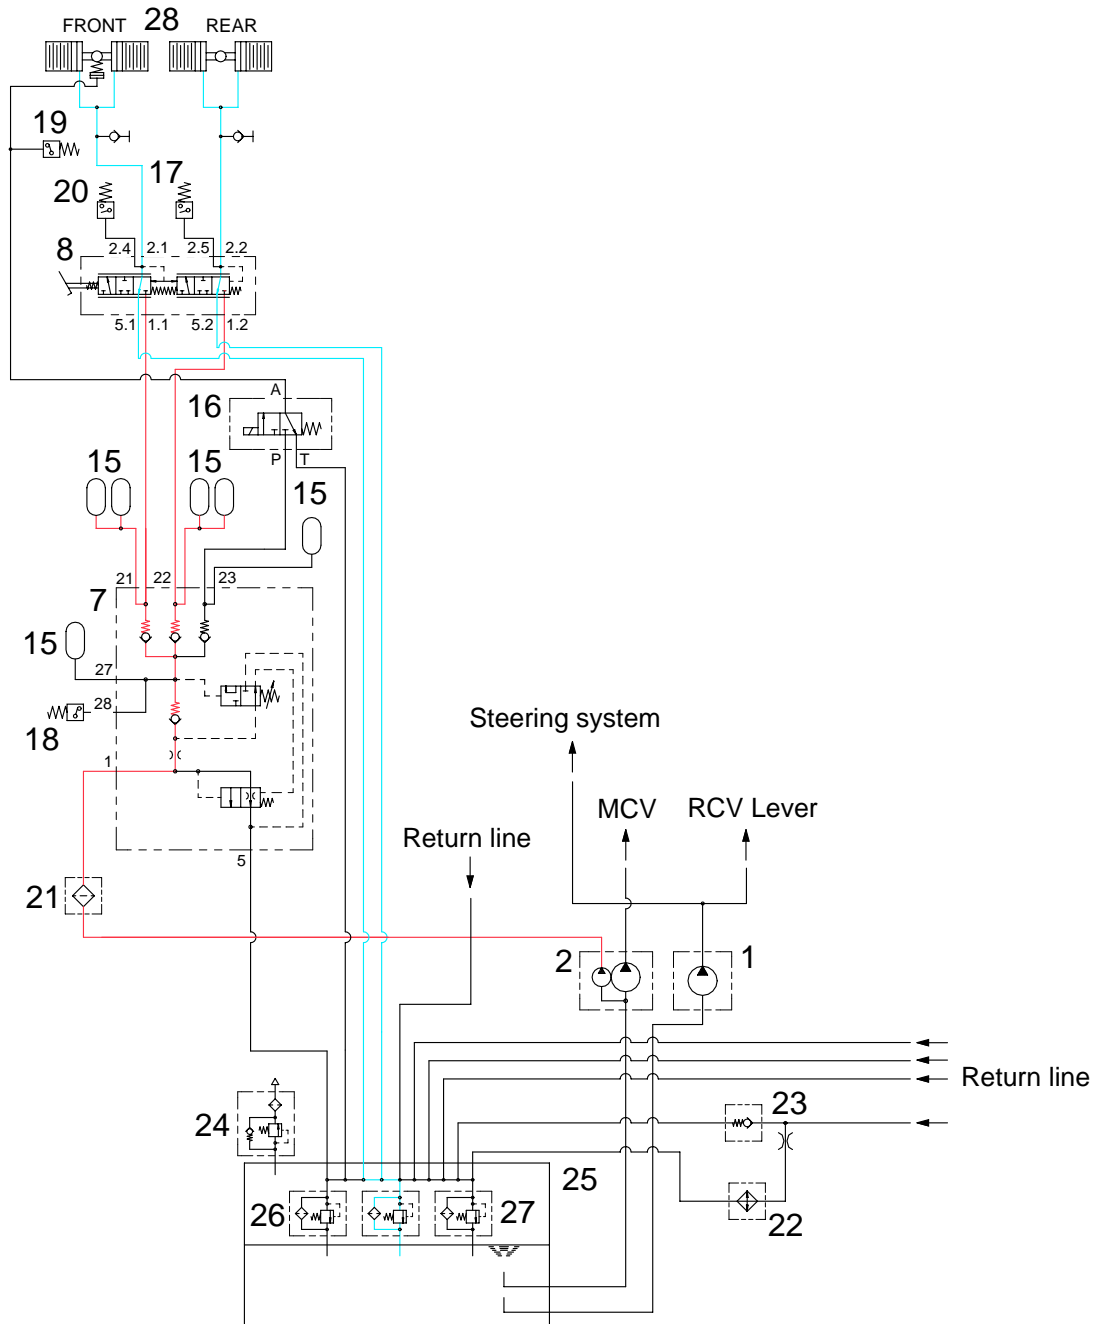 FRONT 28 REAR
19
20 17
8 2.4 2.1 2.5 2.2
5.1 1.1 5.2 1.2
A
16
P T
15 15
15
21 22 23
7
15
27
28
18
1
5
21
Steering system
MCV RCV Lever
Return line
2 1
Return line
23
24
25
26 27 22